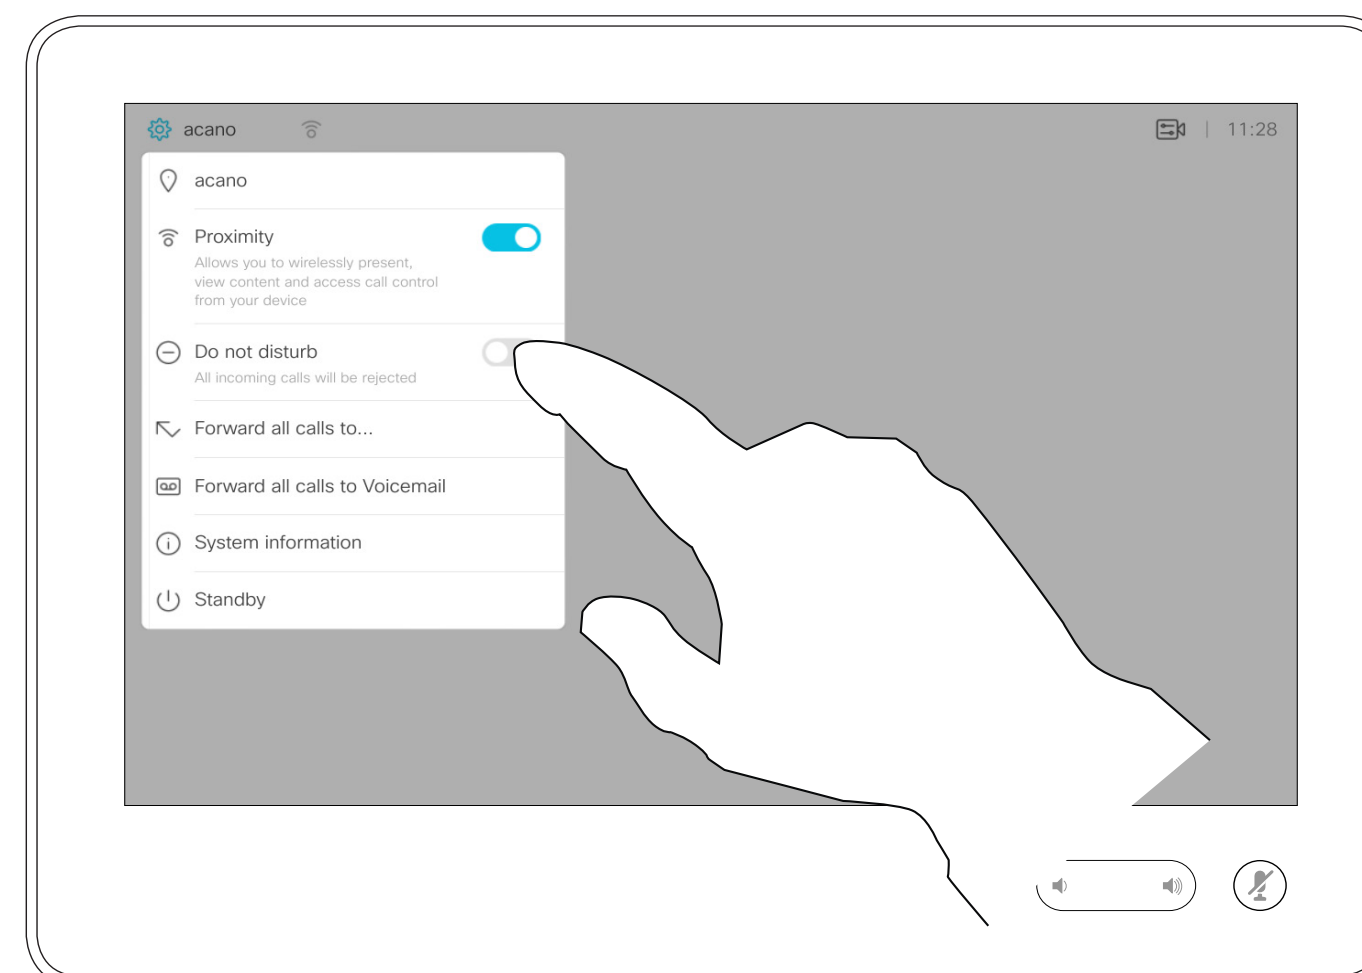 acano
11:28
acano
Proximity
Allows you to wirelessly present,
view content and access call control
from your device
Do not disturb
All incoming calls will be rejected
Forward all calls to...
Forward all calls to Voicemail
System information
Standby